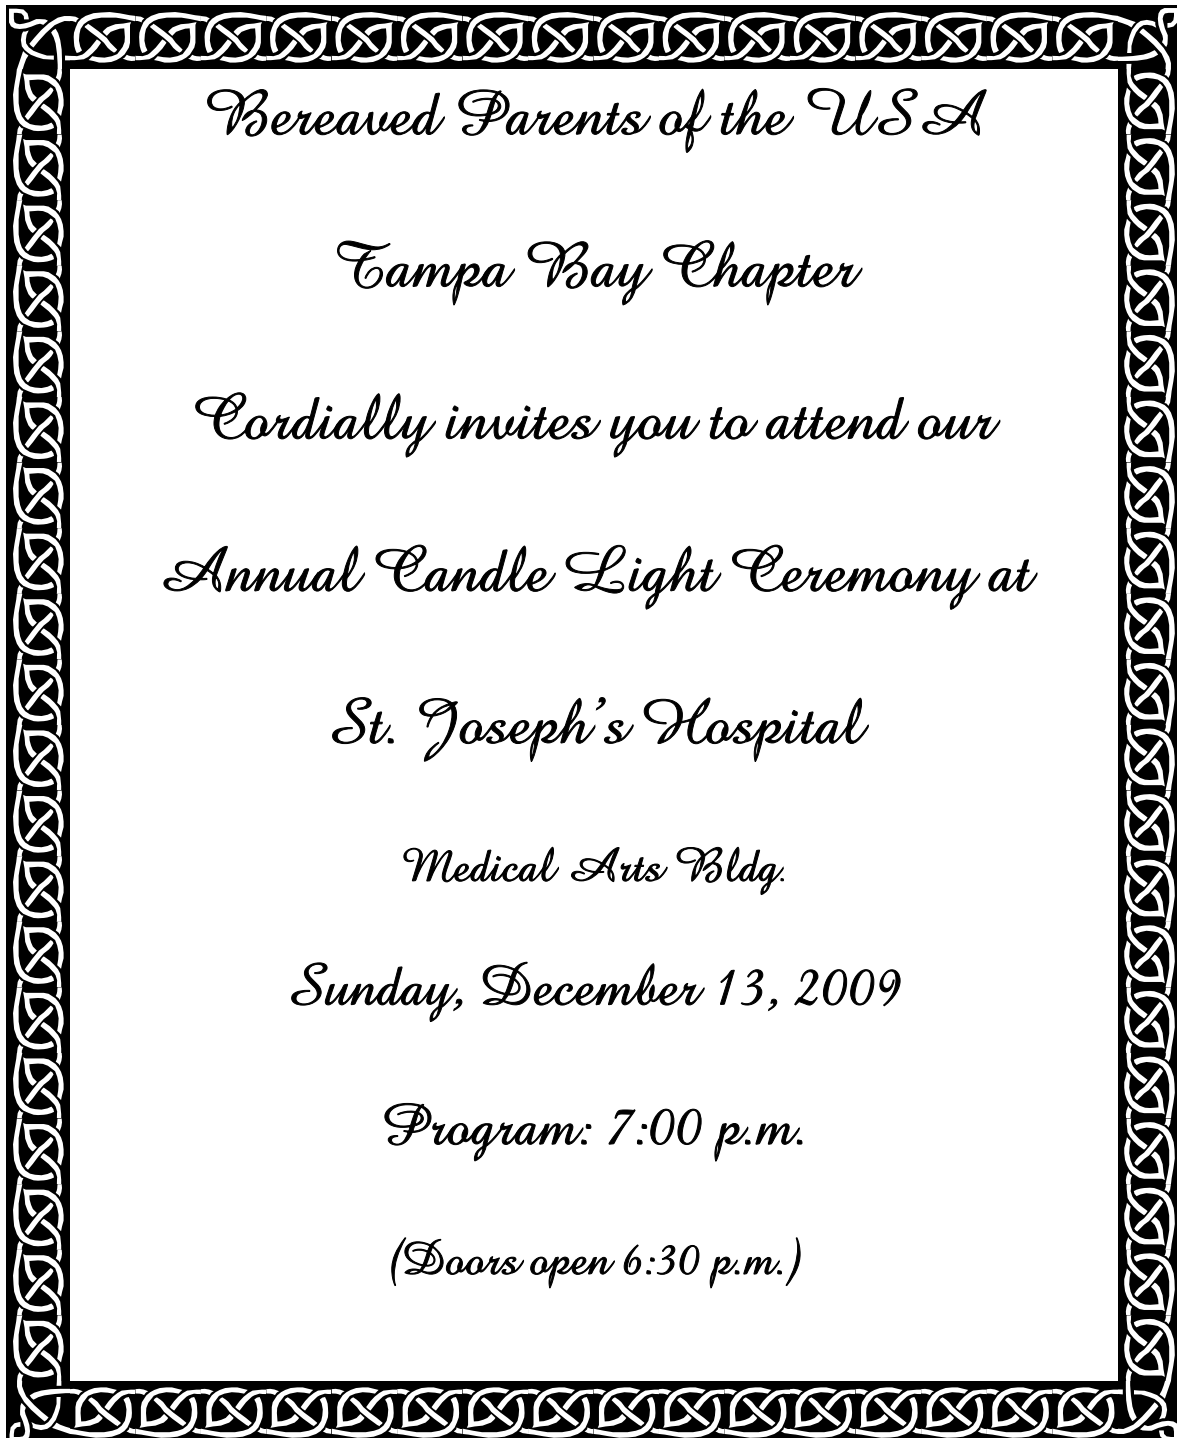 Bereaved Parents of the USA
Tampa Bay Chapter
Cordially invites you to attend our
Annual Candle Light Ceremony at
St. Joseph’s Hospital
Medical Arts Bldg.
Sunday, December 13, 2009
Program: 7:00 p.m.
(Doors open 6:30 p.m.)